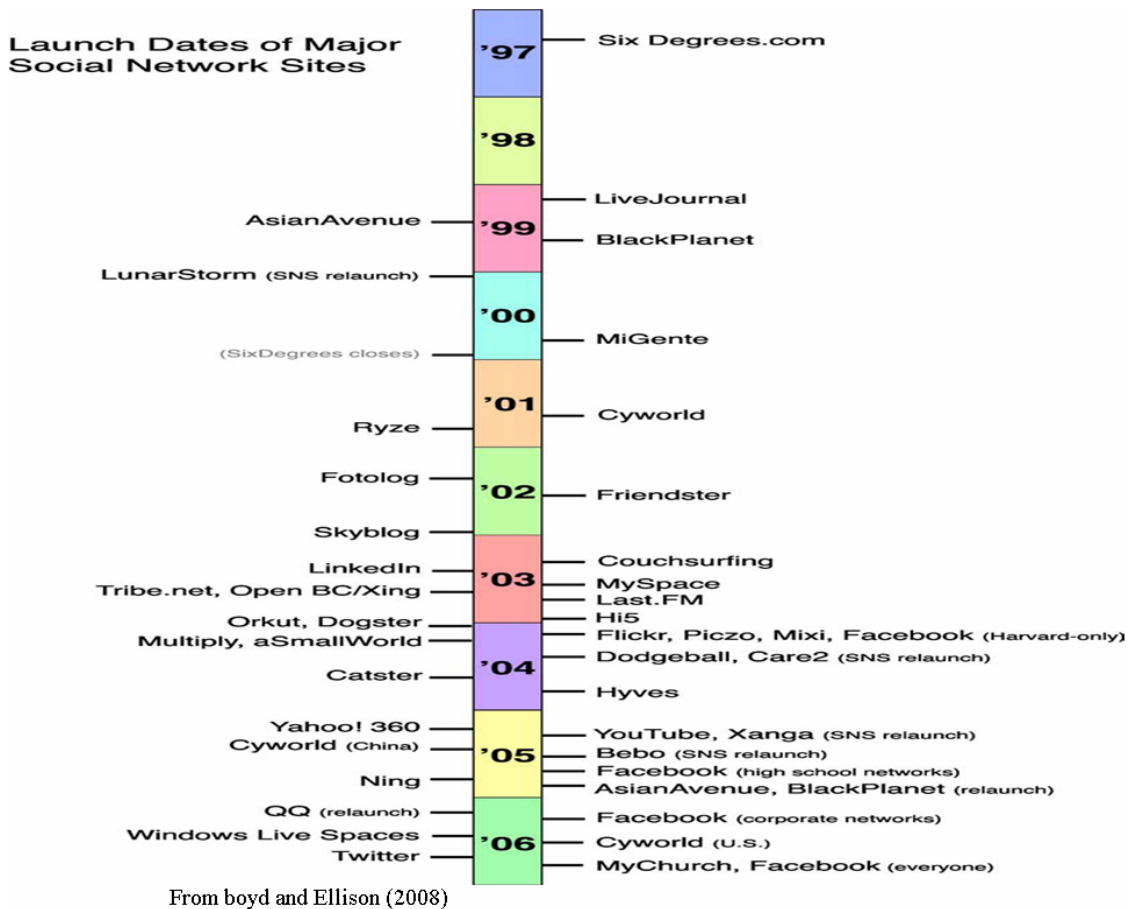 Launch Dates of Major
Social Network Sites
'97
Six Degrees.com
'98
'99
LiveJournal
AsianAvenue
BlackPlanet
LunarStorm (SNS relaunch)
'00
MiGente
(SixDegrees closes)
'01
Cyworld
Ryze
Fotolog
'02
Friendster
Skyblog
Couchsurfing
LinkedIn
'03
MySpace
Tribe.net, Open BC/Xing
Last.FM
Hi5
Orkut, Dogster
Flickr, Piczo, Mixi, Facebook (Harvard-only)
Multiply, aSmallWorld
Dodgeball, Care2 (SNS relaunch)
'04
Catster
Hyves
Yahoo! 360
YouTube, Xanga (SNS relaunch)
Cyworld (China)
'05
Bebo (SNS relaunch)
Facebook (high school networks)
Ning
AsianAvenue, BlackPlanet (relaunch)
QQ (relaunch)
Facebook (corporate networks)
Windows Live Spaces
'06
Cyworld (U.S.)
Twitter
MyChurch, Facebook (everyone)
From boyd and Ellison (2008)